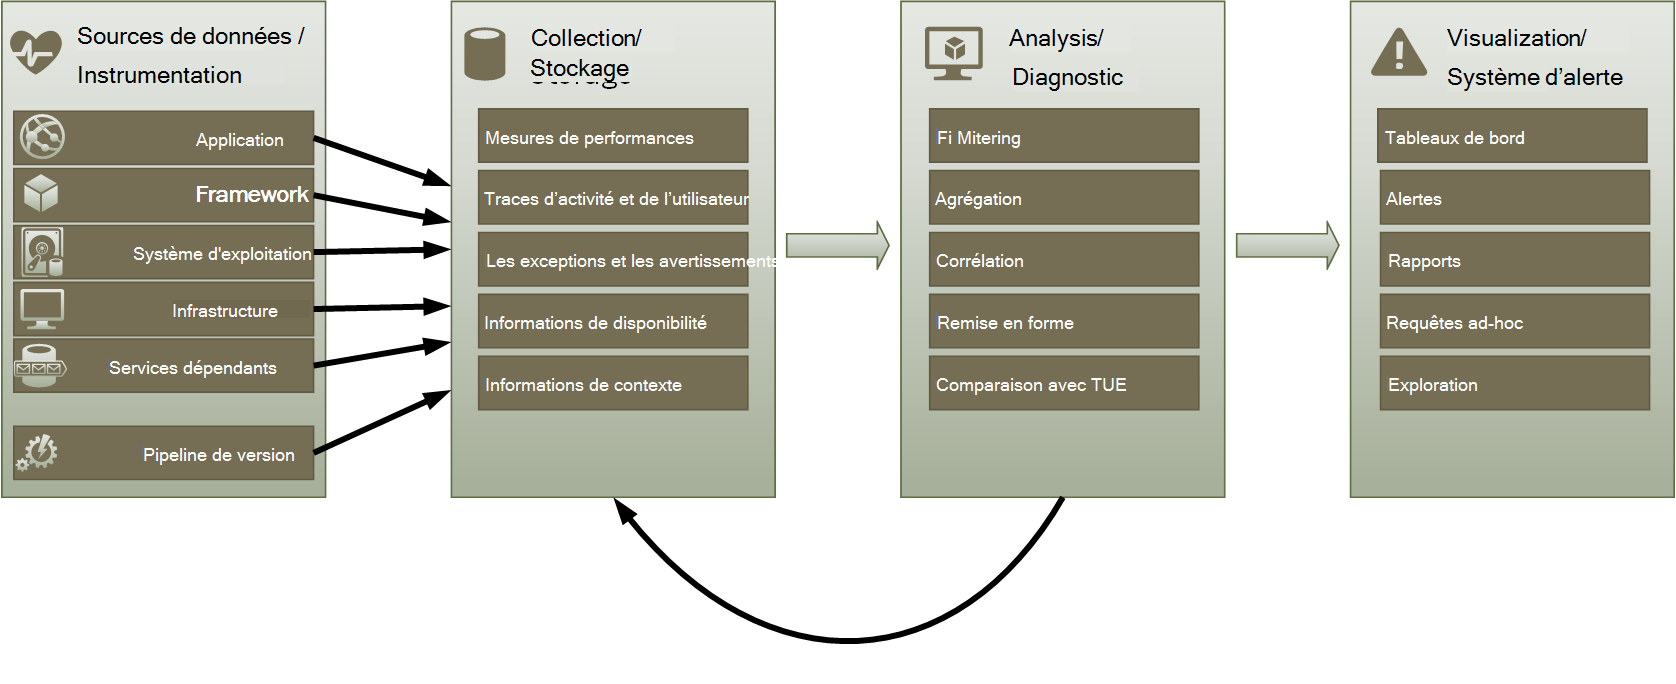 Sources de données /
Instrumentation
Application
Framework
Système d'exploitation
Infrastructure
Services dépendants
Pipeline de version
Collection/
Stockage
Storage
Mesures de performances
Traces d’activité et de l’utilisateur
Les exceptions et les avertissements
Informations de disponibilité
Informations de contexte
Analysis/
Diagnostic
Fi Mitering
Agrégation
Corrélation
Remise en forme
Comparaison avec TUE
Visualization/
Système d’alerte
Tableaux de bord
Alertes
Rapports
Requêtes ad-hoc
Exploration